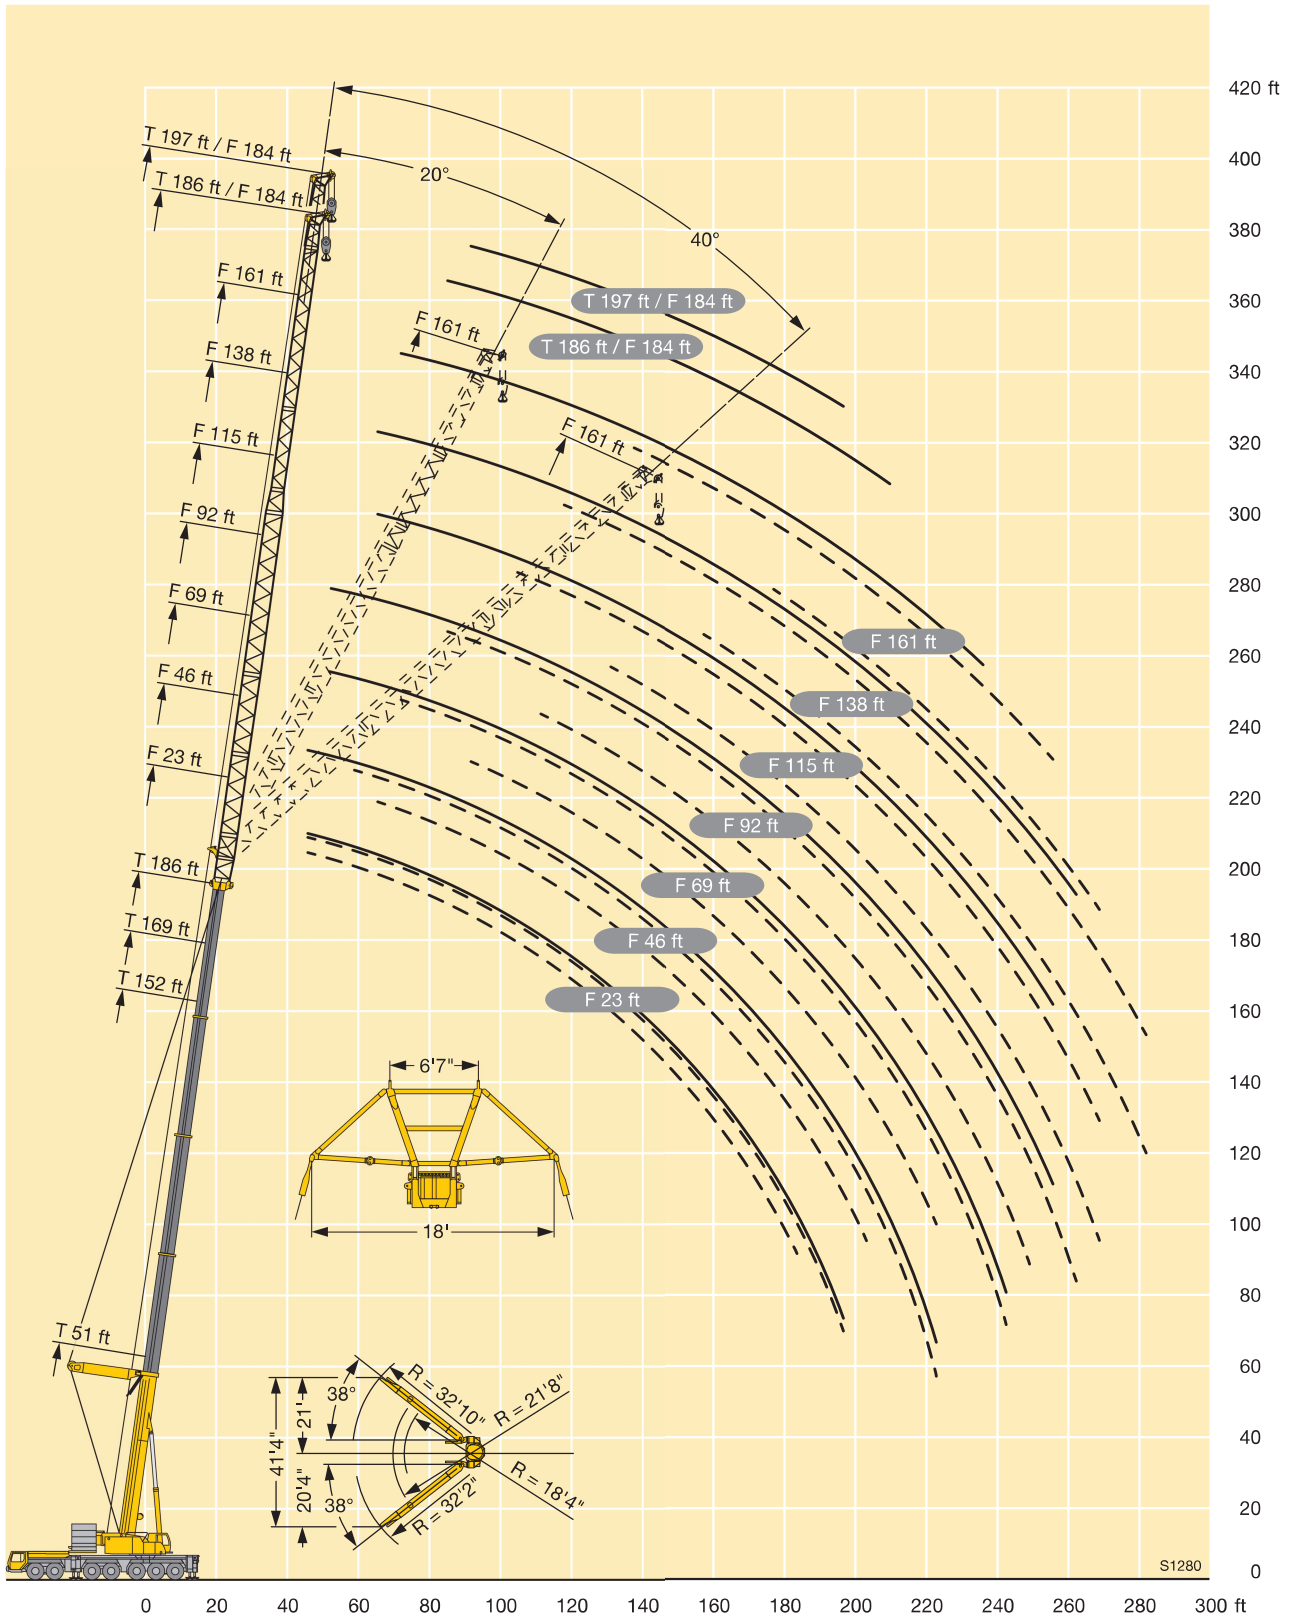 420 ft
T 197 ft / F 184 ft
400
20°
T 186 ft / F 184 ft
380
40°
F 161 ft
T 197 ft / F 184 ft
360
F 161 ft
T 186 ft / F 184 ft
F 138 ft
340
F 161 ft
F 115 ft
320
F 92 ft
300
F 69 ft
280
F 161 ft
260
F 46 ft
F 138 ft
240
F 23 ft
F 115 ft
220
F 92 ft
T 186 ft
200
F 69 ft
T 169 ft
F 46 ft
180
T 152 ft
F 23 ft
160
6'7"
140
120
18'
100
80
T 51 ft
60
38°
R = 32'10"
R = 21'8"
21'
41'4"
40
20'4"
38°
R = 32'2"
R = 18'4"
20
S1280
0
0 20 40 60 80 100 120 140 160 180 200 220 240 260 280 300 ft